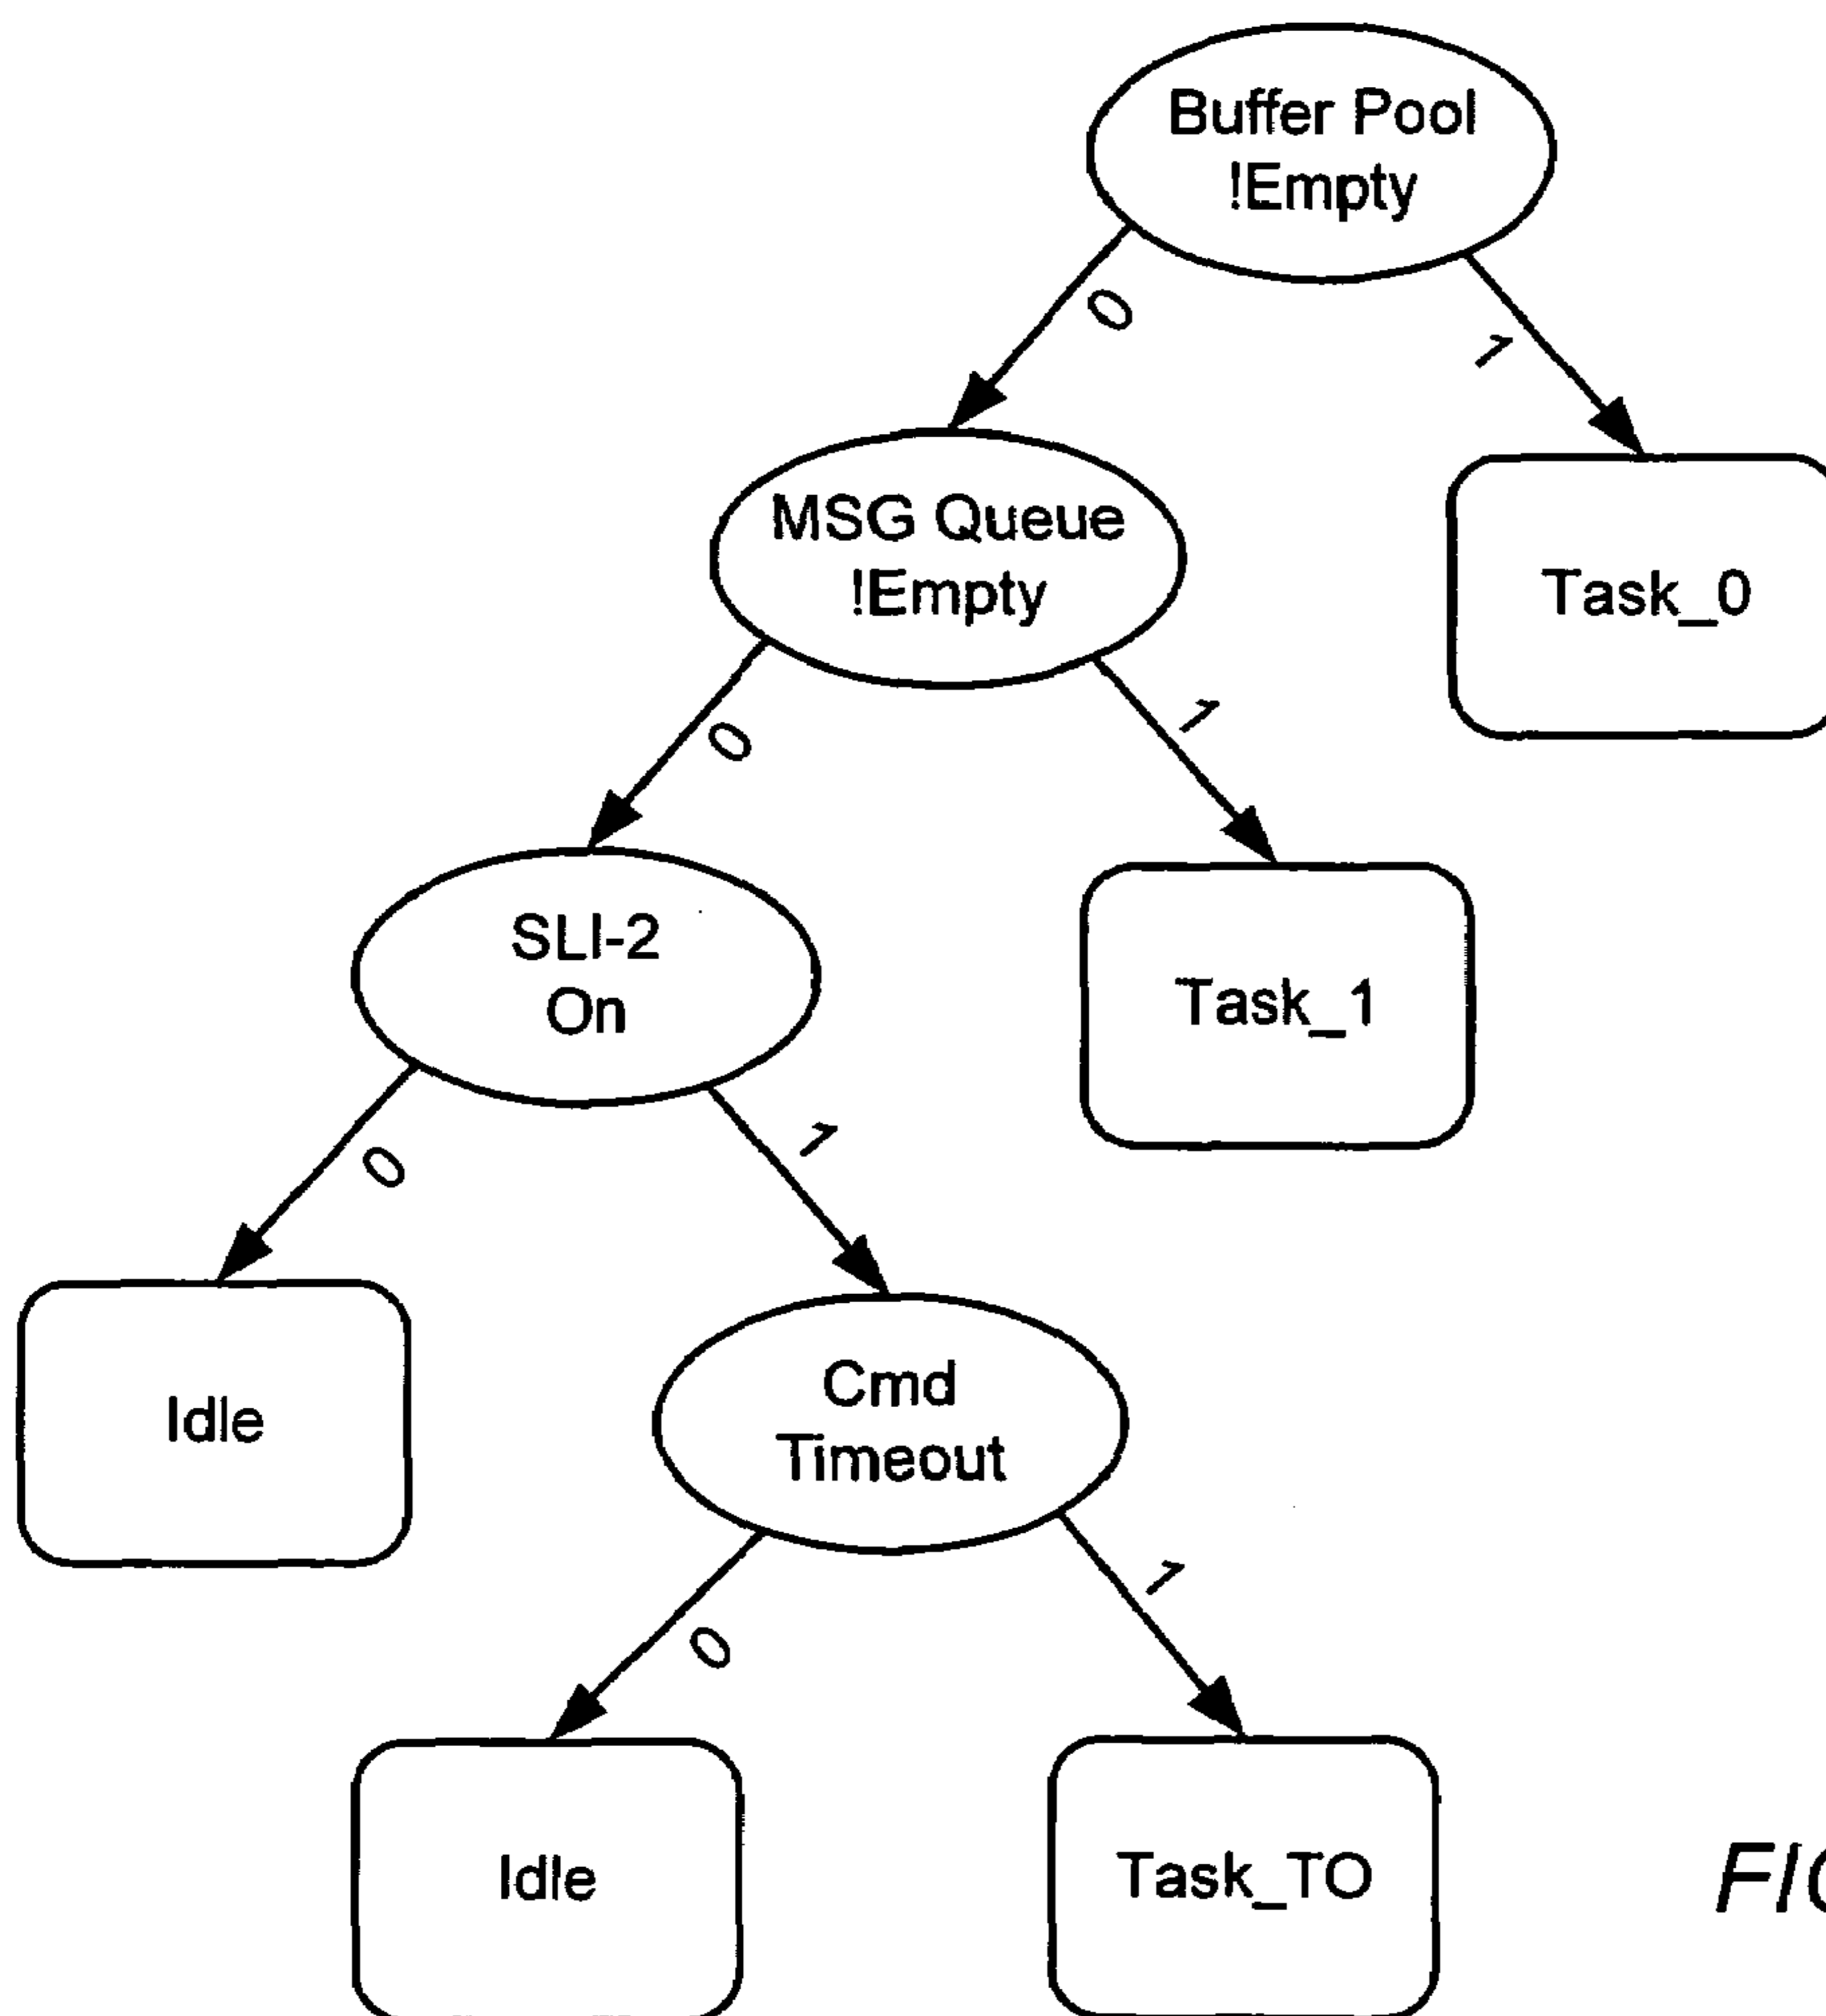 Buffer Pool
!Empty
0
1
MSG Queue
!Empty
Task_0
0
1
SLI-2
On
Task_1
0
1
Idle
Cmd
Timeout
0
1
Idle
Task_TO